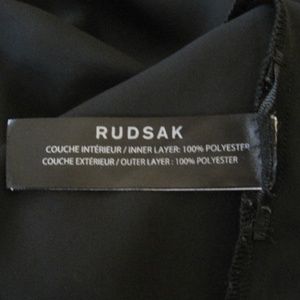 RUDSAK
COUCHE INTÉRIEUR / INNER LAYER: 100% POLYESTER
COUCHE EXTÉRIEUR / OUTER LAYER : 100% POLYESTER